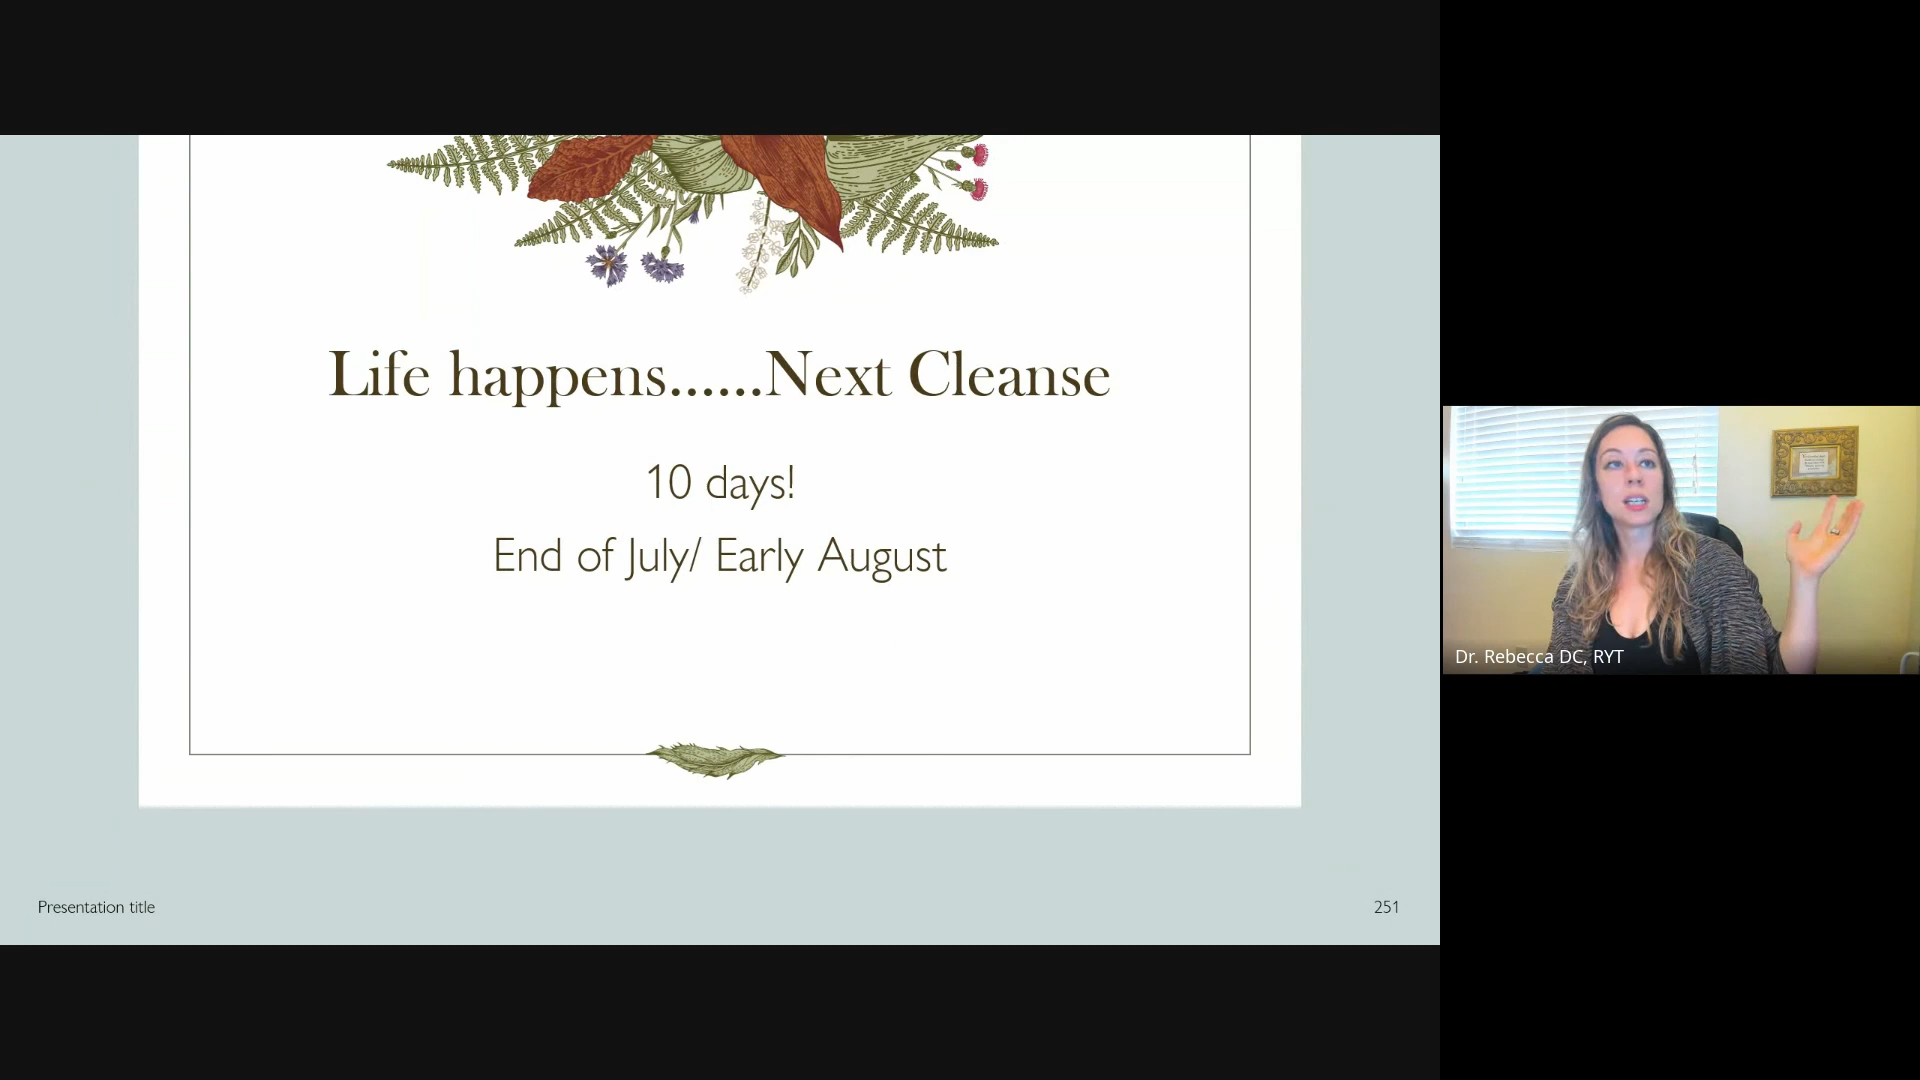 Life happens......Next Cleanse
10 days!
End of July/ Early August
Presentation title
251
Dr. Rebecca DC, RYT